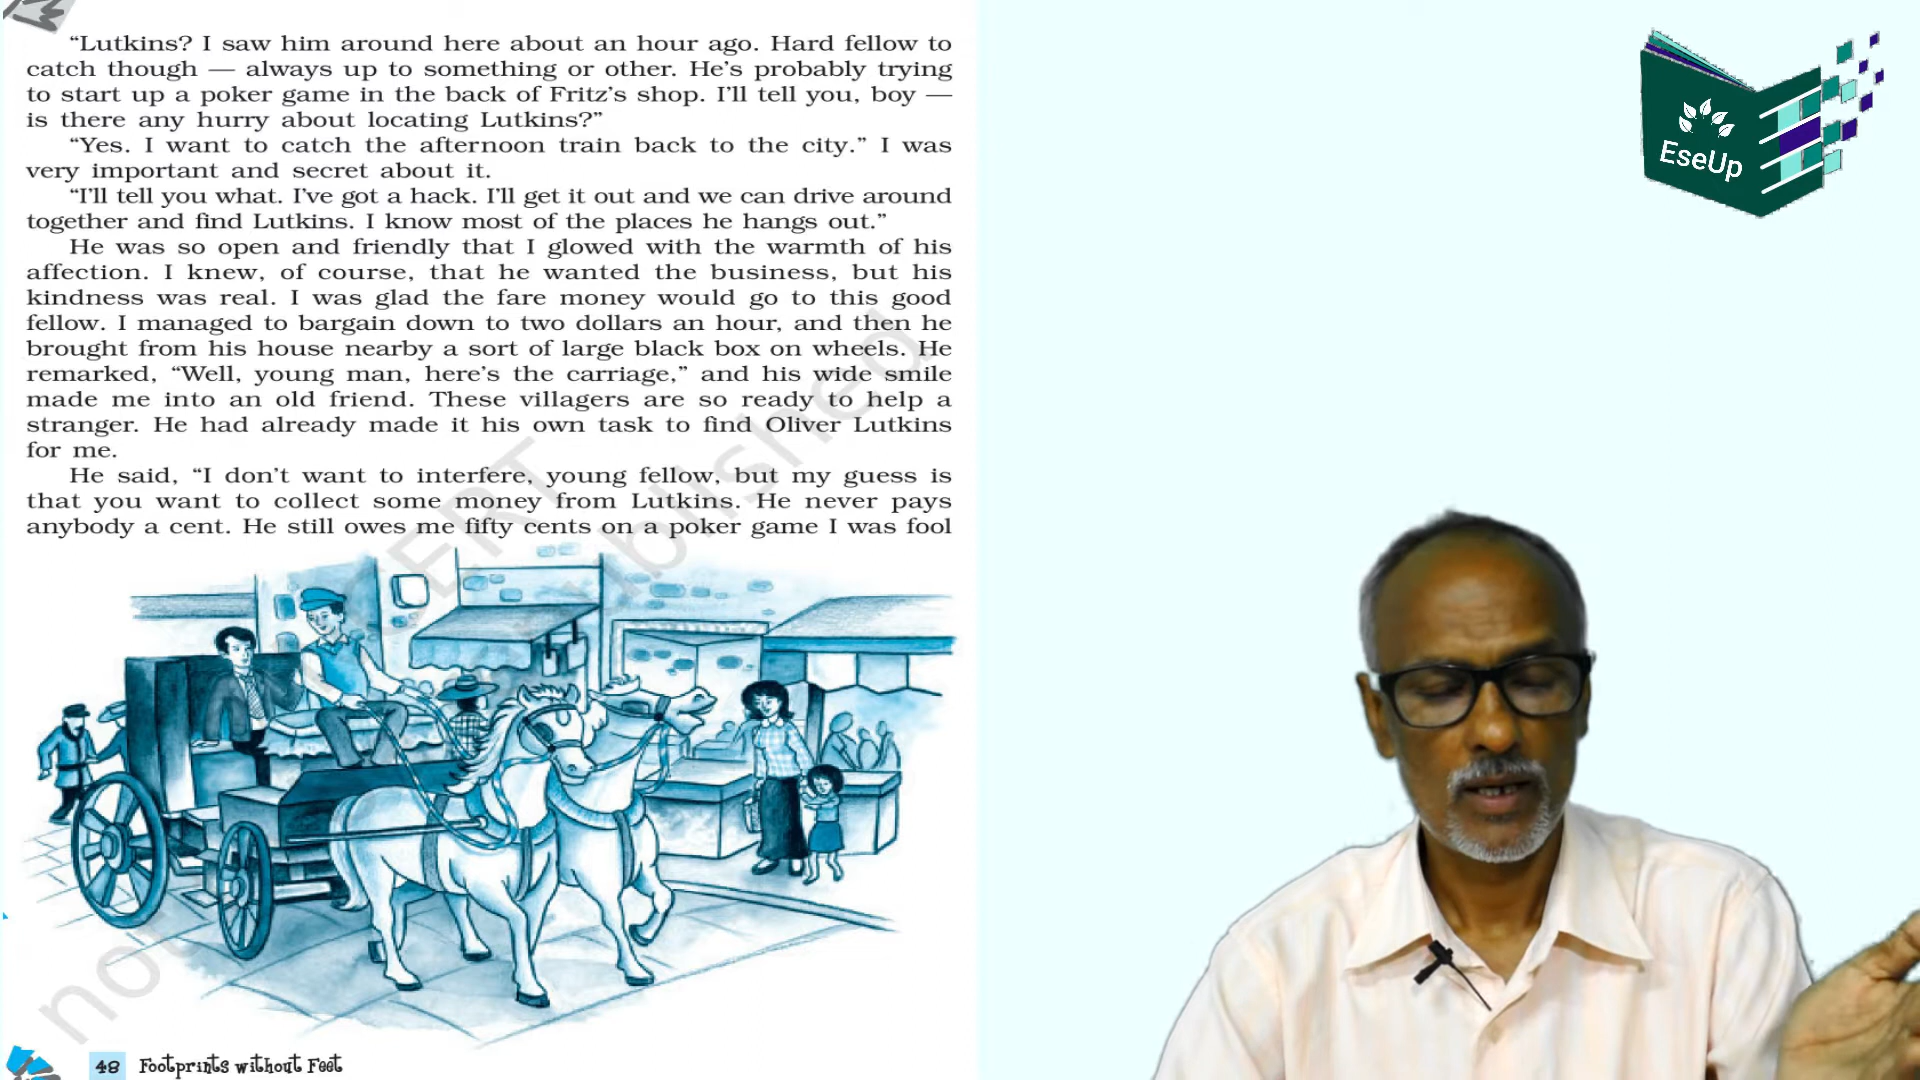 “Lutkins? I saw him around here about an hour ago. Hard fellow to
catch though — always up to something or other. He’s probably trying
to start up a poker game in the back of Fritz’s shop. I’ll tell you, boy —
is there any hurry about locating Lutkins?”
“Yes. I want to catch the afternoon train back to the city.” I was
very important and secret about it.
“I’ll tell you what. I’ve got a hack. I’ll get it out and we can drive around
together and find Lutkins. I know most of the places he hangs out.”
He was so open and friendly that I glowed with the warmth of his
affection. I knew, of course, that he wanted the business, but his
kindness was real. I was glad the fare money would go to this good
fellow. I managed to bargain down to two dollars an hour, and then he
brought from his house nearby a sort of large black box on wheels. He
remarked, “Well, young man, here’s the carriage,” and his wide smile
made me into an old friend. These villagers are so ready to help a
stranger. He had already made it his own task to find Oliver Lutkins
for me.
He said, “I don’t want to interfere, young fellow, but my guess is
that you want to collect some money from Lutkins. He never pays
anybody a cent. He still owes me fifty cents on a poker game I was fool
48 Footprints without Feet
EseUp